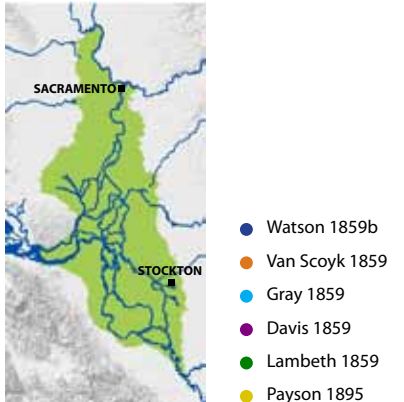 SACRAMENTO
STOCKTON
Watson 1859b
Van Scoyk 1859
Gray 1859
Davis 1859
Lambeth 1859
Payson 1895